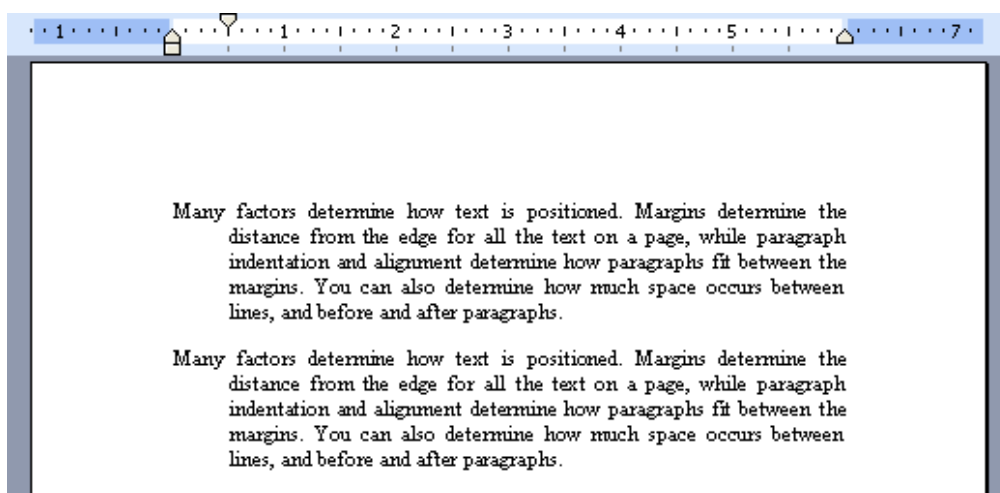 1 1 2 3 4 5 7
Many factors determine how text is positioned. Margins determine the
distance from the edge for all the text on a page, while paragraph
indentation and alignment determine how paragraphs fit between the
margins. You can also determine how much space occurs between
lines, and before and after paragraphs.
Many factors determine how text is positioned. Margins determine the
distance from the edge for all the text on a page, while paragraph
indentation and alignment determine how paragraphs fit between the
margins. You can also determine how much space occurs between
lines, and before and after paragraphs.